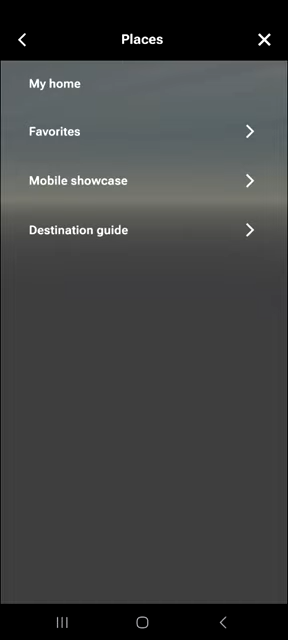 Places
My home
Favorites
Mobile showcase
Destination guide